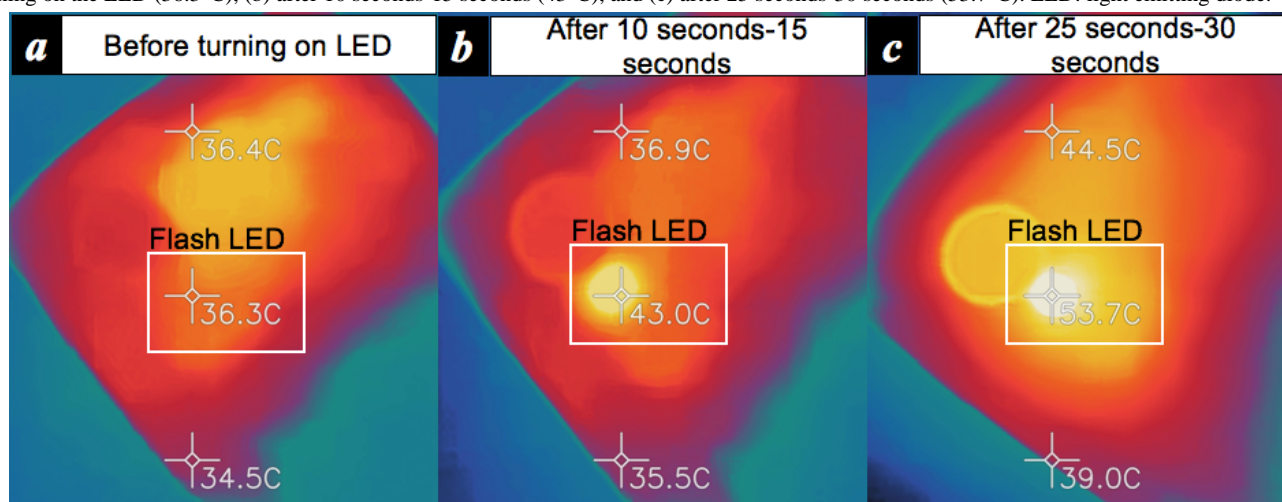 a
Before turning on LED
36.4C
Flash LED
36.3C
34.5C
b
After 10 seconds-15
seconds
36.9C
Flash LED
43.0C
35.5C
c
After 25 seconds-30
seconds
44.5C
Flash LED
53.7C
39.0C